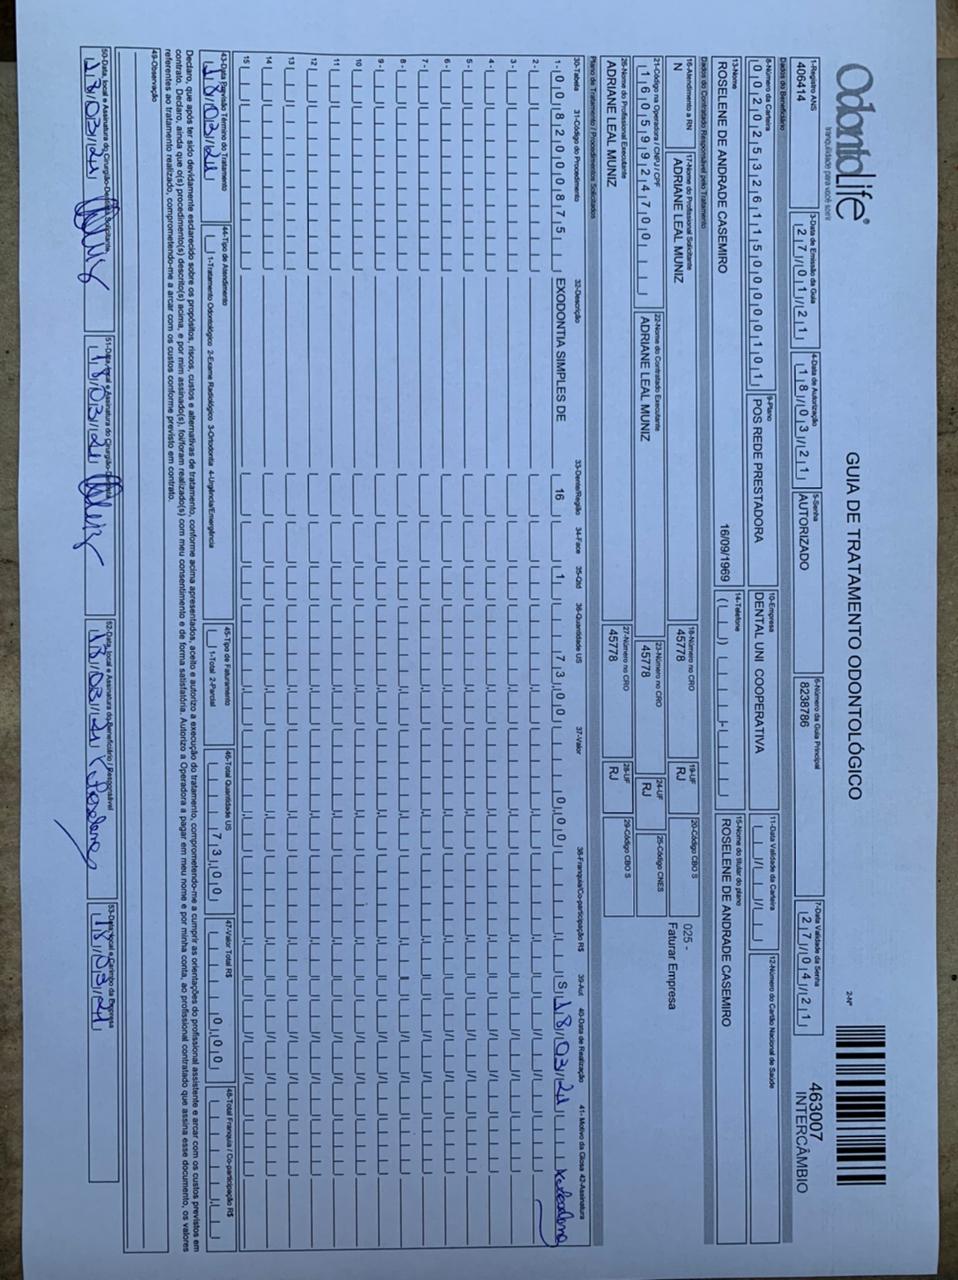 OdontoLife®
tranquilidade para você sorrir
GUIA DE TRATAMENTO ODONTOLÓGICO
2-Nº
463007
INTERCÂMBIO
1-Registro ANS
406414
3-Data de Emissão da Guia
27/01/21
4-Data de Autorização
18/03/21
5-Senha
AUTORIZADO
6-Número da Guia Principal
8238786
7-Data Validade da Senha
27/04/21
Dados do Beneficiário
8-Número da Carteira
00202532611500000101
9-Plano
POS REDE PRESTADORA
10-Empresa
DENTAL UNI COOPERATIVA
11-Data Validade da Carteira
12-Número do Cartão Nacional de Saúde
13-Nome
ROSELENE DE ANDRADE CASEMIRO
16/09/1969
14-Telefone
15-Nome do titular do plano
ROSELENE DE ANDRADE CASEMIRO
Dados do Contratado Responsável pelo Tratamento
16-Atendimento a RN
N
17-Nome do Profissional Solicitante
ADRIANE LEAL MUNIZ
18-Número no CRO
45778
19-UF
RJ
20-Código CBO S
025 -
Faturar Empresa
21-Código na Operadora / CNPJ / CPF
16059924700
22-Nome do Contratado Executante
ADRIANE LEAL MUNIZ
23-Número no CRO
45778
24-UF
RJ
25-Código CNES
26-Nome do Profissional Executante
ADRIANE LEAL MUNIZ
27-Número no CRO
45778
28-UF
RJ
29-Código CBO S
Plano de Tratamento / Procedimentos Solicitados
30-Tabela 31-Código do Procedimento 32-Descrição 33-Dente/Região 34-Face 35-Qtd 36-Quantidade US 37-Valor 38-Franquia/Co-participação R$ 39-Aut 40-Data de Realização 41- Motivo da Glosa 42-Assinatura
1- 00 82000875 EXODONTIA SIMPLES DE 16 1 73,00 0,00 S 18/03/21
2-
3-
4-
5-
6-
7-
8-
9-
10
11
12
13
14
15
43-Data Previsão Término do Tratamento
18/03/21
44-Tipo de Atendimento
1-Tratamento Odontológico 2-Exame Radiológico 3-Ortodontia 4-Urgência/Emergência
45-Tipo de Faturamento
1-Total 2-Parcial
46-Total Quantidade US
73,00
47-Valor Total R$
0,00
48-Total Franquia / Co-participação R$
Declaro, que após ter sido devidamente esclarecido sobre os propósitos, riscos, custos e alternativas de tratamento, conforme acima apresentados, aceito e autorizo a execução do tratamento, comprometendo-me a cumprir as orientações do profissional assistente e arcar com os custos previstos em
contrato. Declaro, ainda que o(s) procedimento(s) descrito(s) acima, e por mim assinado(s), foi/foram realizado(s) com meu consentimento e de forma satisfatória. Autorizo a Operadora a pagar em meu nome e por minha conta, ao profissional contratado que assina esse documento, os valores
referentes ao tratamento realizado, comprometendo-me a arcar com os custos conforme previsto em contrato.
49-Observação
50-Data, local e Assinatura do Cirurgião-Dentista Solicitante
18/03/21
51-Data, local e Assinatura do Cirurgião-Dentista
18/03/21
52-Data, local e Assinatura do Beneficiário / Responsável
18/03/21
53-Data, local e Carimbo da Empresa
18/03/21